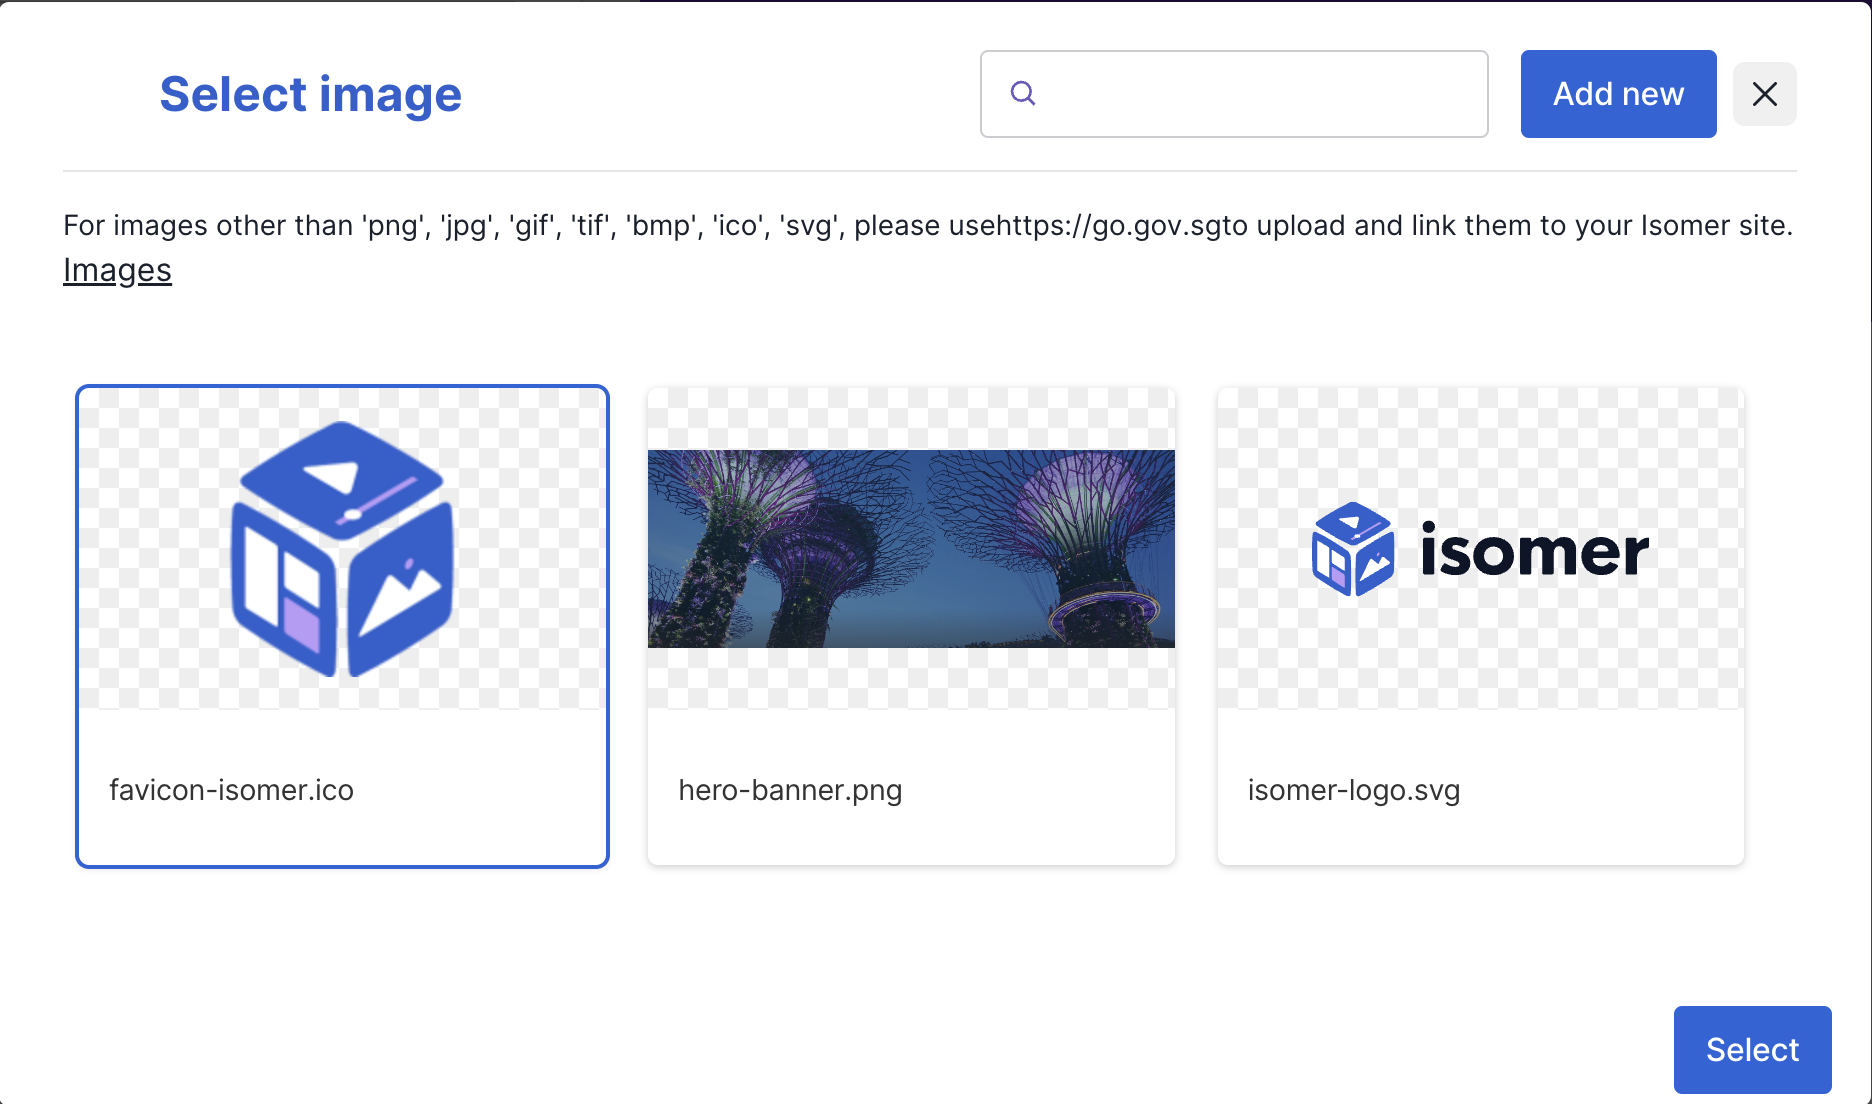 Select image
Add new
For images other than 'png', 'jpg', 'gif', 'tif', 'bmp', 'ico', 'svg', please usehttps://go.gov.sgto upload and link them to your Isomer site.
Images
isomer
favicon-isomer.ico
hero-banner.png
isomer-logo.svg
Select